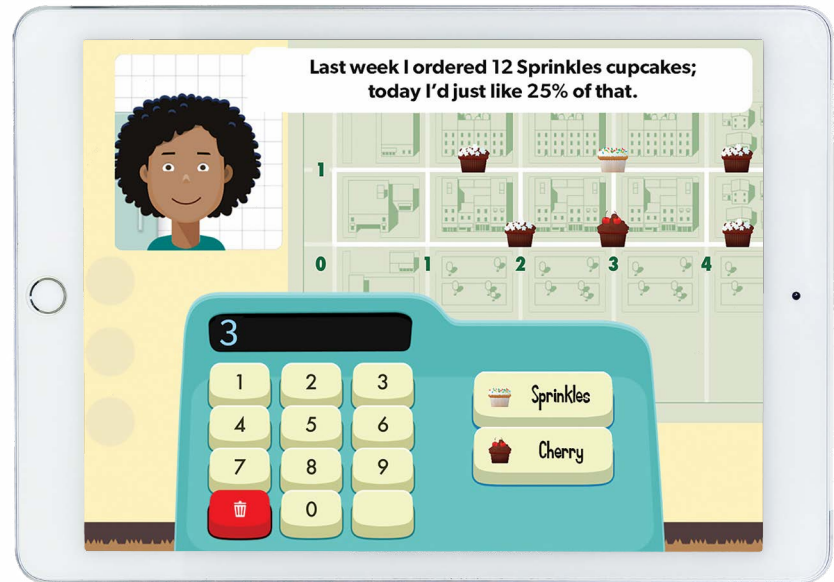 Last week I ordered 12 Sprinkles cupcakes;
today I'd just like 25% of that.
1
0 1 2 3 4
3
1 2 3
4 5 6
7 8 9
0
Sprinkles
Cherry